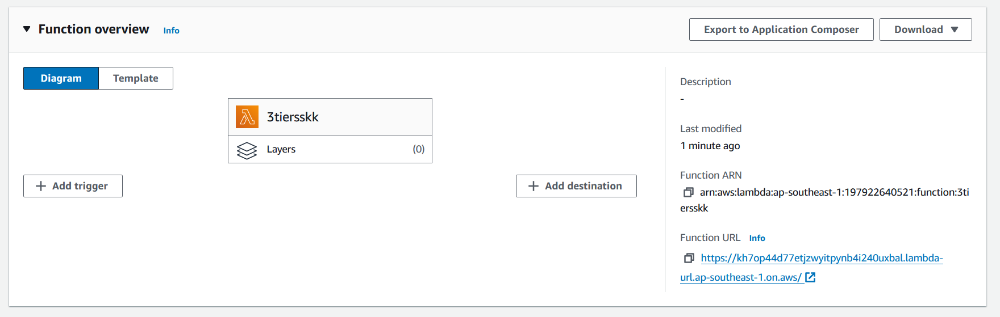 Function overview Info
Export to Application Composer
Download
Diagram
Template
3tiersskk
Layers (0)
Add trigger
Add destination
Description
-
Last modified
1 minute ago
Function ARN
arn:aws:lambda:ap-southeast-1:197922640521:function:3ti
ersskk
Function URL Info
https://kh7op44d77etjzwyitpynb4i240uxbal.lambda-
url.ap-southeast-1.on.aws/